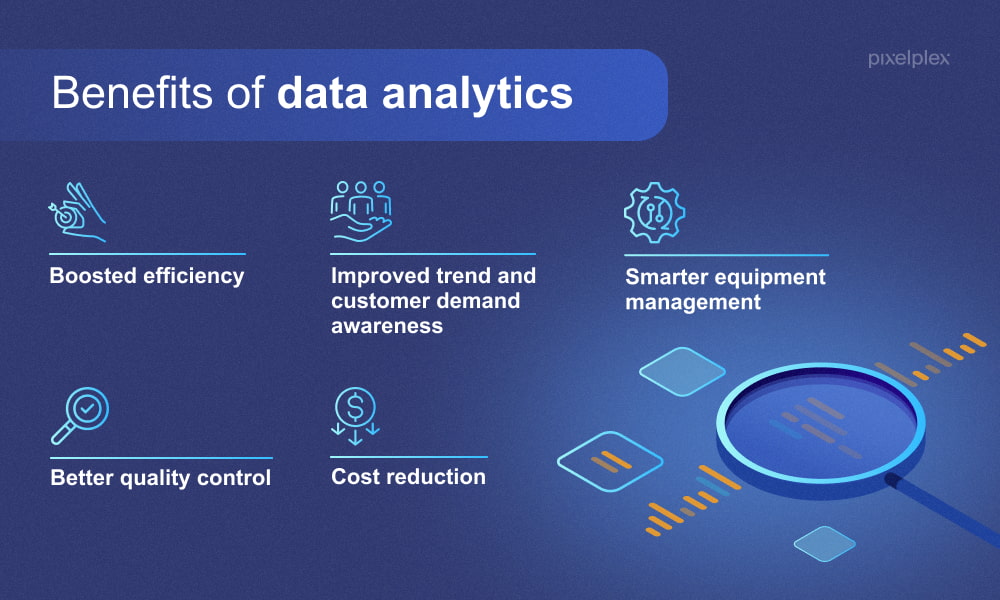 pixelplex
Benefits of data analytics
Boosted efficiency
Improved trend and
customer demand
awareness
Smarter equipment
management
Better quality control
Cost reduction